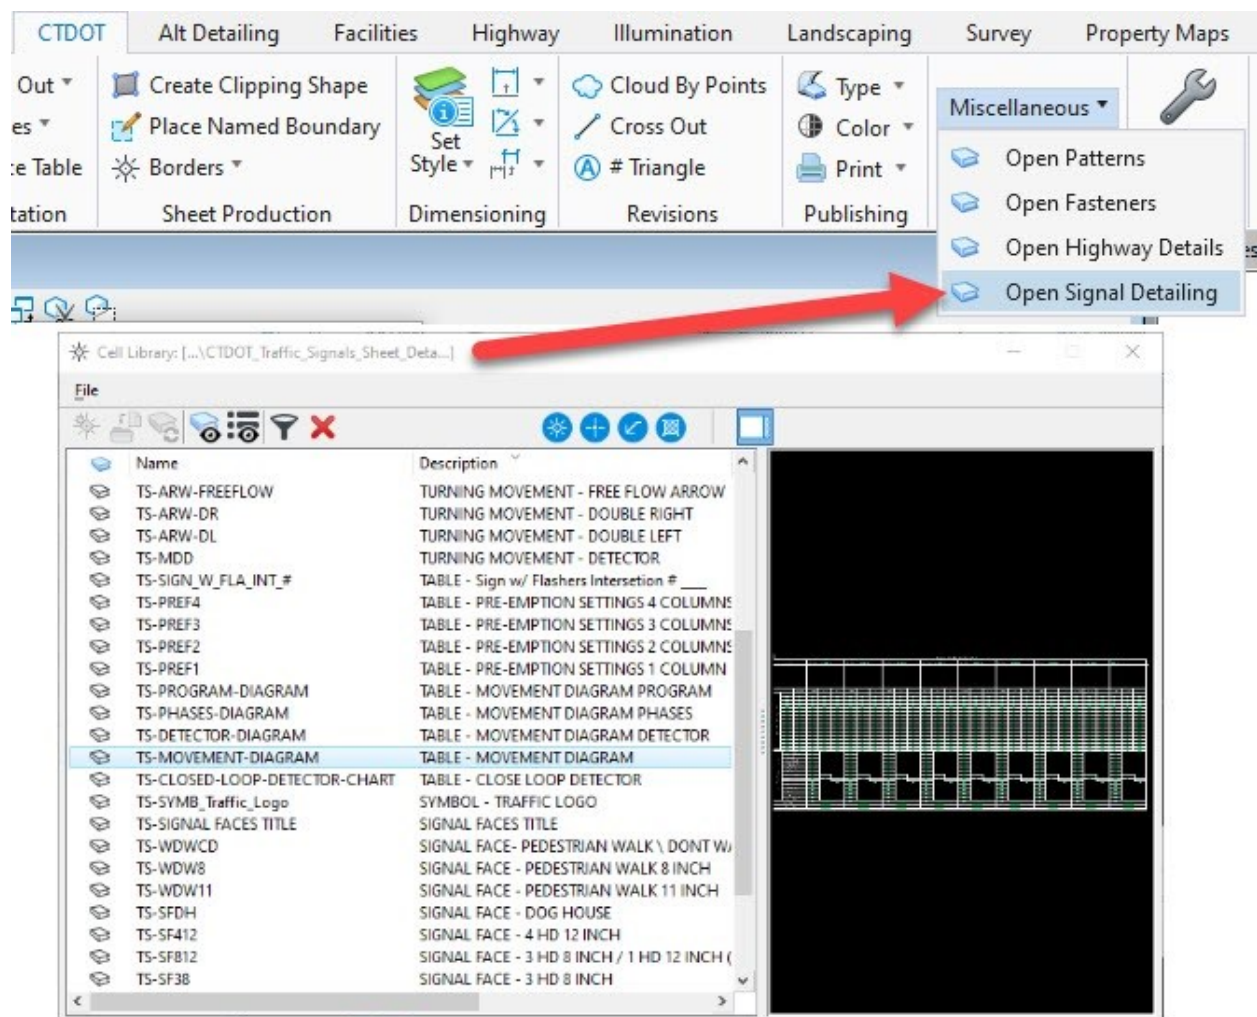 CTDOT Alt Detailing Facilities Highway Illumination Landscaping Survey Property Maps
Out Create Clipping Shape Cloud By Points Type
Miscellaneous
Place Named Boundary Set Cross Out Color
Table Borders Style # Triangle Print
Sheet Production Dimensioning Revisions Publishing
Open Patterns
Open Fasteners
Open Highway Details
Open Signal Detailing
Cell Library: [...\CTDOT_Traffic_Signals_Sheet_Deta...]
File
Name Description
TS-ARW-FREEFLOW TURNING MOVEMENT - FREE FLOW ARROW
TS-ARW-DR TURNING MOVEMENT - DOUBLE RIGHT
TS-ARW-DL TURNING MOVEMENT - DOUBLE LEFT
TS-MDD TURNING MOVEMENT - DETECTOR
TS-SIGN_W_FLA_INT_# TABLE - Sign w/ Flashers Intersetion # ___
TS-PREF4 TABLE - PRE-EMPTION SETTINGS 4 COLUMNS
TS-PREF3 TABLE - PRE-EMPTION SETTINGS 3 COLUMNS
TS-PREF2 TABLE - PRE-EMPTION SETTINGS 2 COLUMNS
TS-PREF1 TABLE - PRE-EMPTION SETTINGS 1 COLUMN
TS-PROGRAM-DIAGRAM TABLE - MOVEMENT DIAGRAM PROGRAM
TS-PHASES-DIAGRAM TABLE - MOVEMENT DIAGRAM PHASES
TS-DETECTOR-DIAGRAM TABLE - MOVEMENT DIAGRAM DETECTOR
TS-MOVEMENT-DIAGRAM TABLE - MOVEMENT DIAGRAM
TS-CLOSED-LOOP-DETECTOR-CHART TABLE - CLOSE LOOP DETECTOR
TS-SYMB_Traffic_Logo SYMBOL - TRAFFIC LOGO
TS-SIGNAL FACES TITLE SIGNAL FACES TITLE
TS-WDWCD SIGNAL FACE- PEDESTRIAN WALK \ DONT WA
TS-WDW8 SIGNAL FACE - PEDESTRIAN WALK 8 INCH
TS-WDW11 SIGNAL FACE - PEDESTRIAN WALK 11 INCH
TS-SFDH SIGNAL FACE - DOG HOUSE
TS-SF412 SIGNAL FACE - 4 HD 12 INCH
TS-SF812 SIGNAL FACE - 3 HD 8 INCH / 1 HD 12 INCH (
TS-SF38 SIGNAL FACE - 3 HD 8 INCH